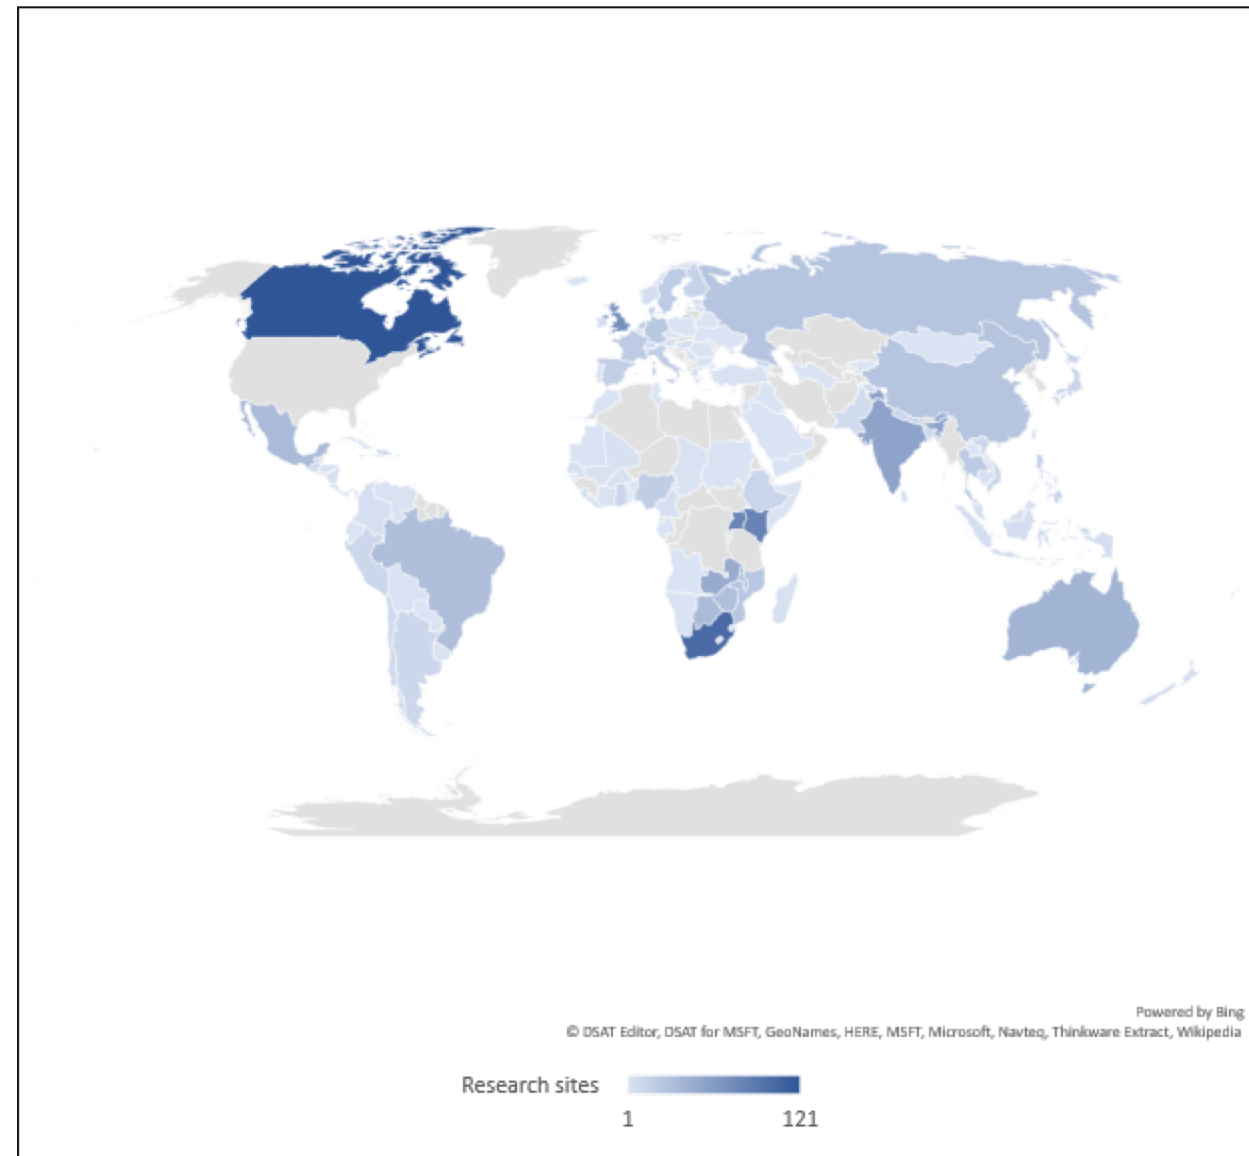 Powered by Bing
© DSAT Editor, DSAT for MSFT, GeoNames, HERE, MSFT, Microsoft, Navteq, Thinkware Extract, Wikipedia
Research sites
1 121